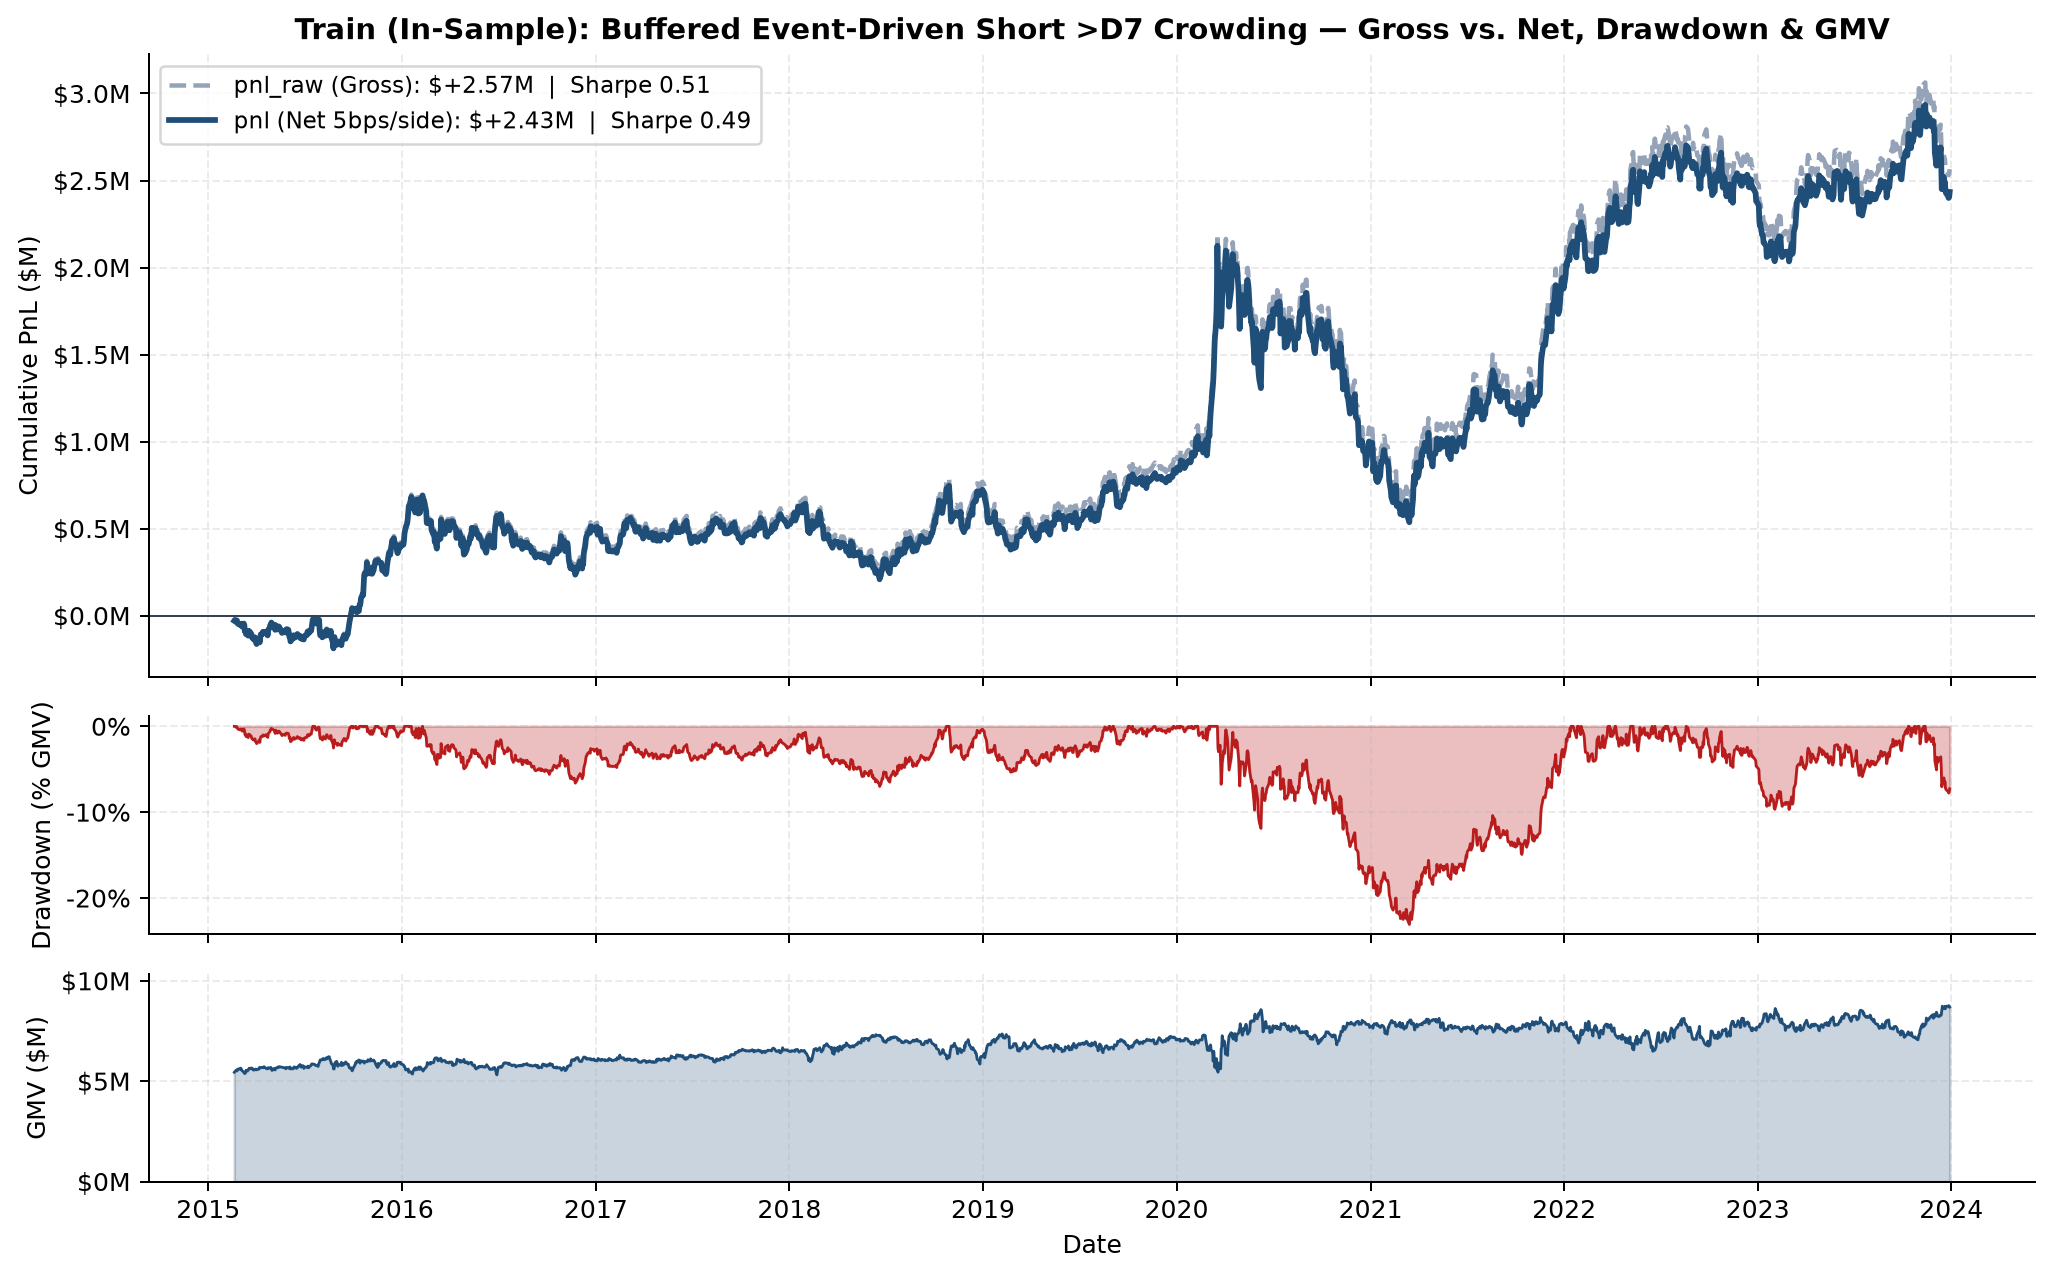 Train (In-Sample): Buffered Event-Driven Short >D7 Crowding — Gross vs. Net, Drawdown & GMV
pnl_raw (Gross): $+2.57M | Sharpe 0.51
pnl (Net 5bps/side): $+2.43M | Sharpe 0.49
Cumulative PnL ($M)
$3.0M
$2.5M
$2.0M
$1.5M
$1.0M
$0.5M
$0.0M
Drawdown (% GMV)
0%
-10%
-20%
GMV ($M)
$10M
$5M
$0M
2015 2016 2017 2018 2019 2020 2021 2022 2023 2024
Date